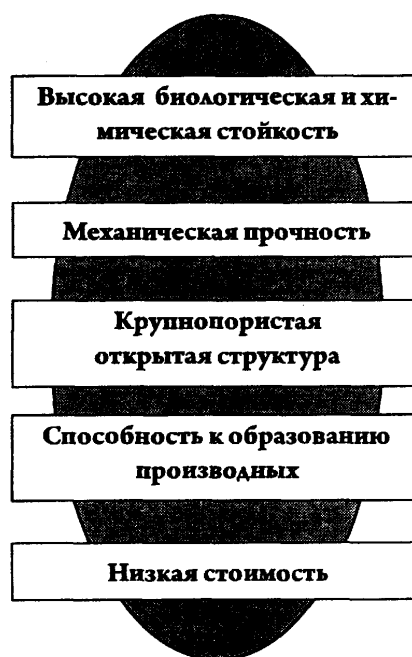 Высокая биологическая и хи-
мическая стойкость
Механическая прочность
Крупнопористая
открытая структура
Способность к образованию
производных
Низкая стоимость